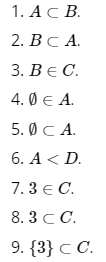 1. A ⊂ B.
2. B ⊂ A.
3. B ∈ C.
4. ∅ ∈ A.
5. ∅ ⊂ A.
6. A < D.
7. 3 ∈ C.
8. 3 ⊂ C.
9. {3} ⊂ C.